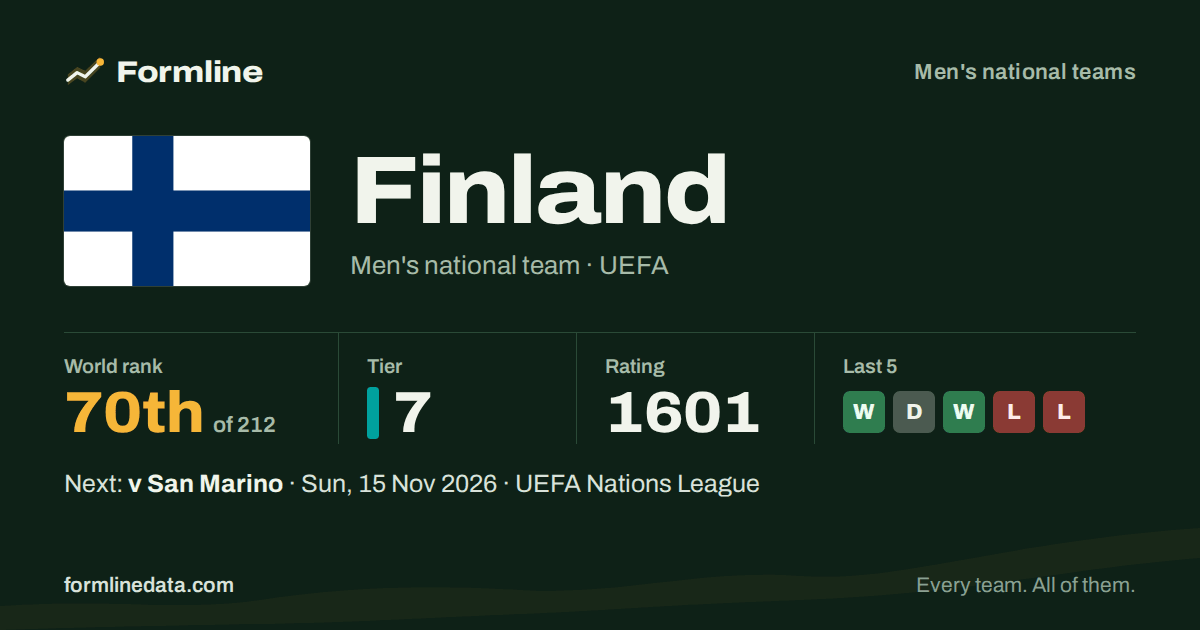 Formline
Men's national teams
Finland
Men's national team · UEFA
World rank
70th of 212
Tier
7
Rating
1601
Last 5
W D W L L
Next: v San Marino · Sun, 15 Nov 2026 · UEFA Nations League
formlinedata.com
Every team. All of them.